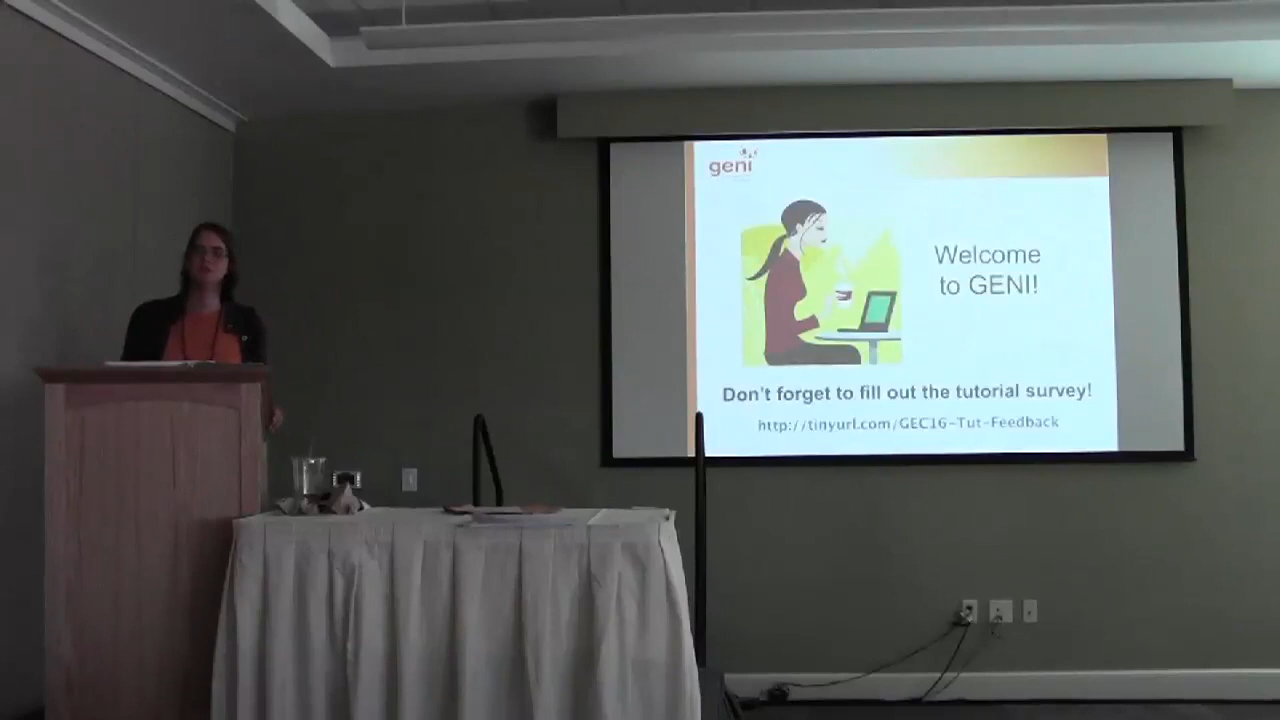 geni
Welcome
to GENI!
Don't forget to fill out the tutorial survey!
http://tinyurl.com/GEC16-Tut-Feedback